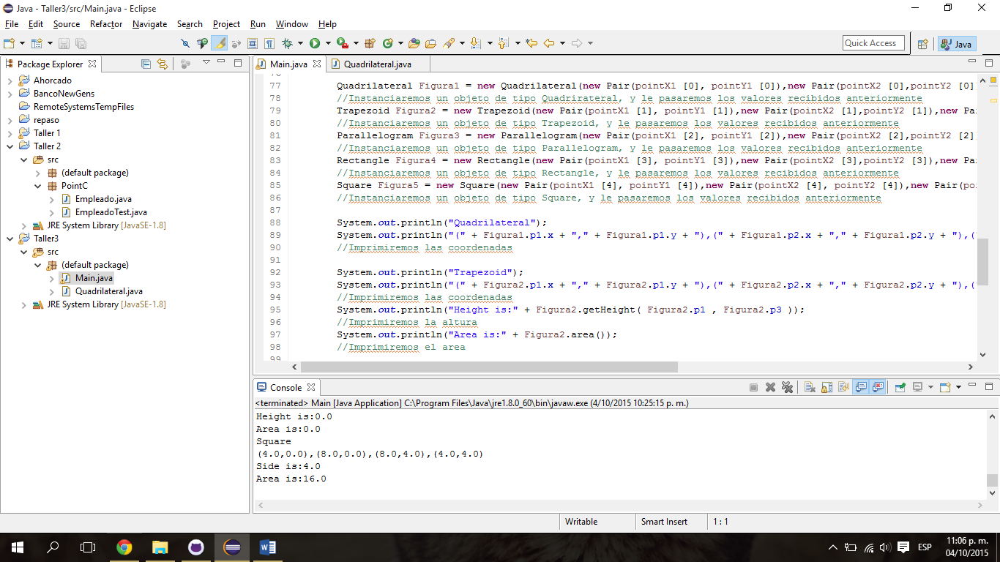 Java - Taller3/src/Main.java - Eclipse
File Edit Source Refactor Navigate Search Project Run Window Help
Quick Access
Java
Package Explorer
Ahorcado
BancoNewGens
RemoteSystemsTempFiles
repaso
Taller 1
Taller 2
src
(default package)
PointC
Empleado.java
EmpleadoTest.java
JRE System Library [JavaSE-1.8]
Taller3
src
(default package)
Main.java
Quadrilateral.java
JRE System Library [JavaSE-1.8]
Main.java Quadrilateral.java
76
77 Quadrilateral Figura1 = new Quadrilateral(new Pair(pointX1 [0], pointY1 [0]),new Pair(pointX2 [0],pointY2 [0]
78 //Instanciaremos un objeto de tipo Quadrirateral, y le pasaremos los valores recibidos anteriormente
79 Trapezoid Figura2 = new Trapezoid(new Pair(pointX1 [1], pointY1 [1]),new Pair(pointX2 [1],pointY2 [1]),new Pa
80 //Instanciaremos un objeto de tipo Trapezoid, y le pasaremos los valores recibidos anteriormente
81 Parallelogram Figura3 = new Parallelogram(new Pair(pointX1 [2], pointY1 [2]),new Pair(pointX2 [2],pointY2 [2]
82 //Instanciaremos un objeto de tipo Parallelogram, y le pasaremos los valores recibidos anteriormente
83 Rectangle Figura4 = new Rectangle(new Pair(pointX1 [3], pointY1 [3]),new Pair(pointX2 [3],pointY2 [3]),new Pa
84 //Instanciaremos un objeto de tipo Rectangle, y le pasaremos los valores recibidos anteriormente
85 Square Figura5 = new Square(new Pair(pointX1 [4], pointY1 [4]),new Pair(pointX2 [4], pointY2 [4]),new Pair(po
86 //Instanciaremos un objeto de tipo Square, y le pasaremos los valores recibidos anteriormente
87
88 System.out.println("Quadrilateral");
89 System.out.println("(" + Figura1.p1.x + "," + Figura1.p1.y + "),(" + Figura1.p2.x + "," + Figura1.p2.y + "),(
90 //Imprimiremos las coordenadas
91
92 System.out.println("Trapezoid");
93 System.out.println("(" + Figura2.p1.x + "," + Figura2.p1.y + "),(" + Figura2.p2.x + "," + Figura2.p2.y + "),(
94 //Imprimiremos las coordenadas
95 System.out.println("Height is:" + Figura2.getHeight( Figura2.p1 , Figura2.p3 ));
96 //Imprimiremos la altura
97 System.out.println("Area is:" + Figura2.area());
98 //Imprimiremos el area
99
Console
<terminated> Main [Java Application] C:\Program Files\Java\jre1.8.0_60\bin\javaw.exe (4/10/2015 10:25:15 p. m.)
Height is:0.0
Area is:0.0
Square
(4.0,0.0),(8.0,0.0),(8.0,4.0),(4.0,4.0)
Side is:4.0
Area is:16.0
Writable Smart Insert 1 : 1
ESP
11:06 p. m.
04/10/2015